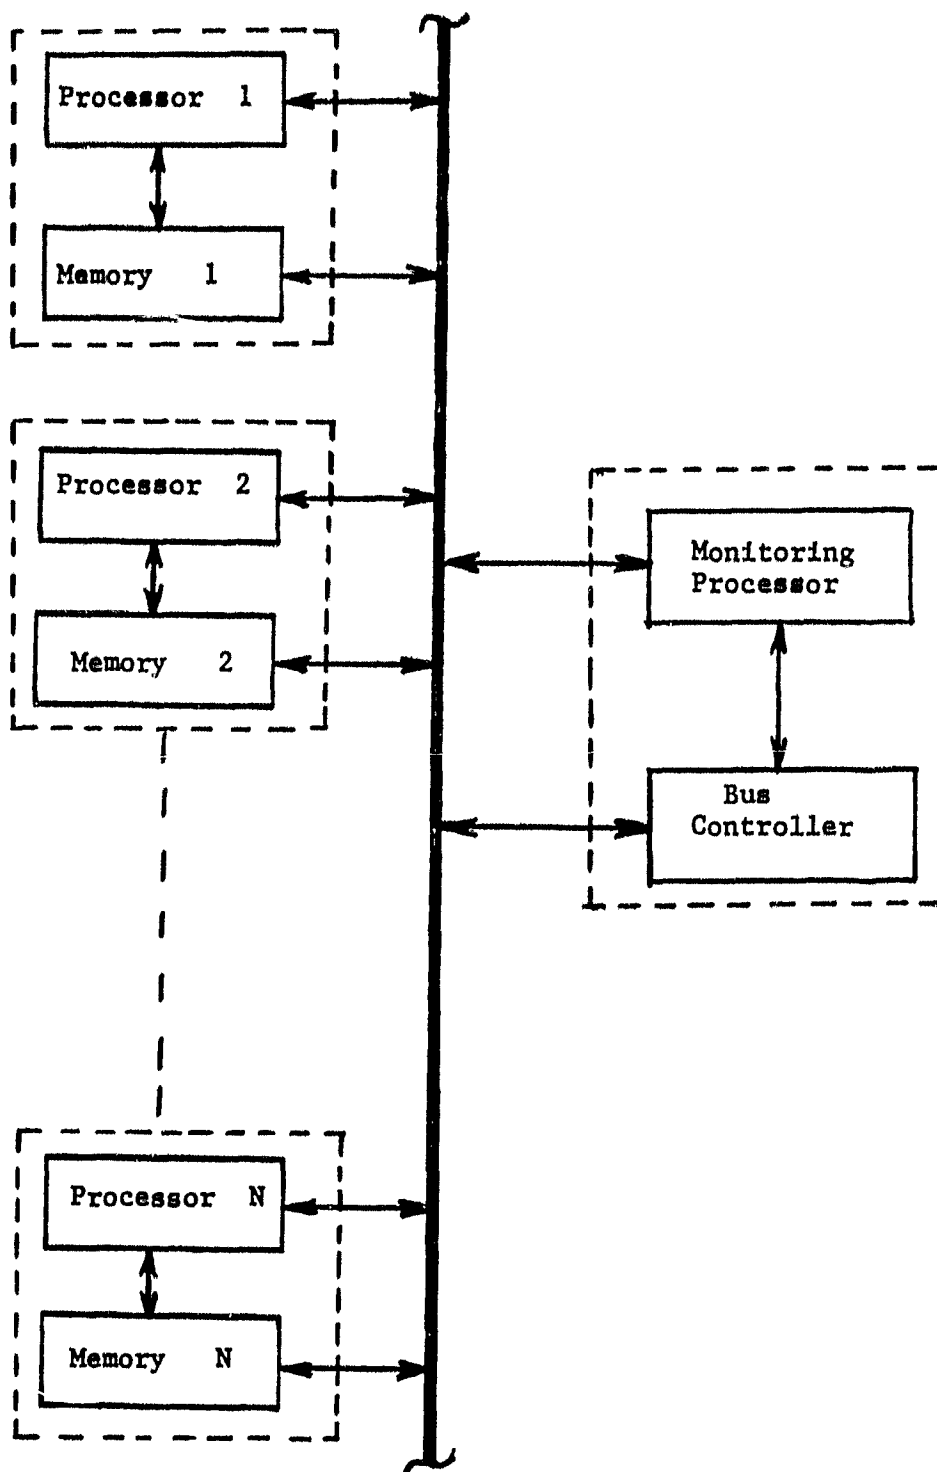 Processor 1
Memory 1
Processor 2
Memory 2
Monitoring
Processor
Bus
Controller
Processor N
Memory N